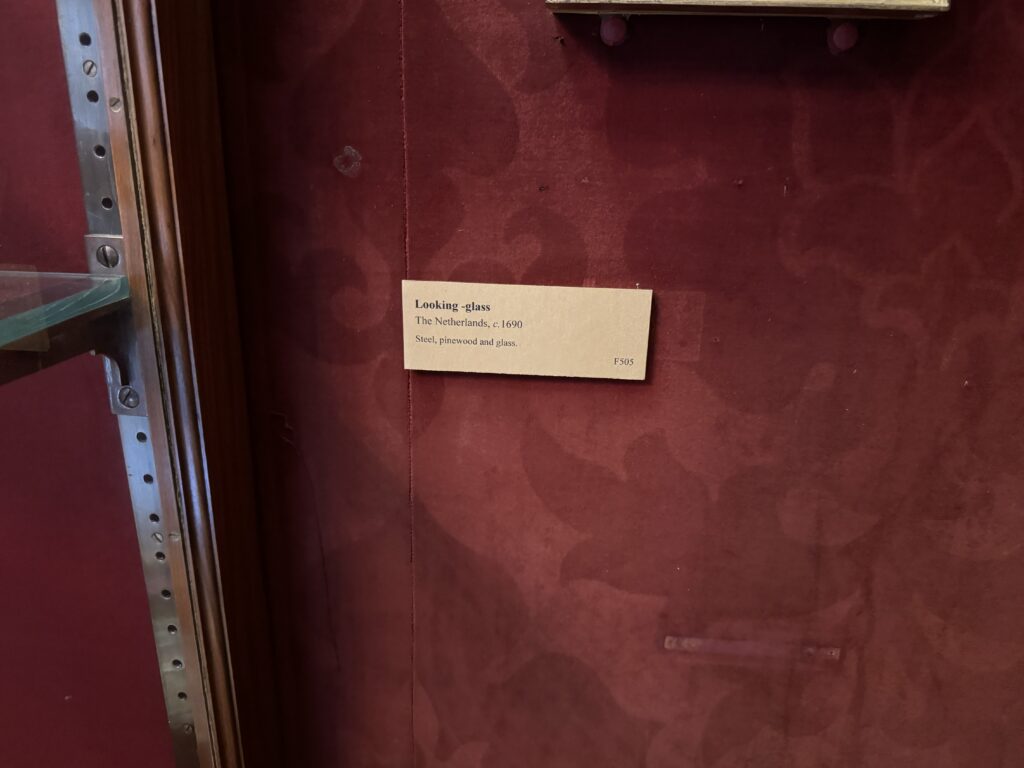 Looking -glass
The Netherlands, c.1690
Steel, pinewood and glass.
F505